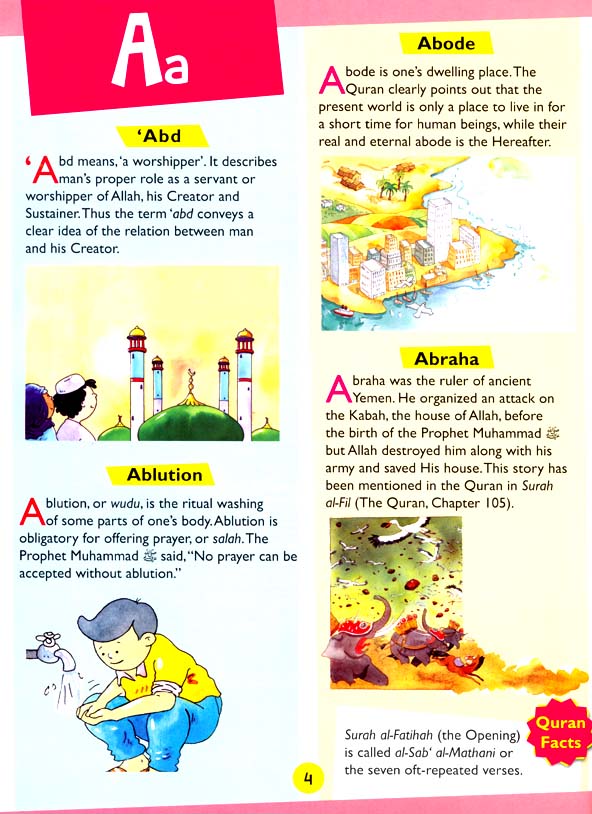 Aa
‘Abd
‘Abd means, ‘a worshipper’. It describes
man’s proper role as a servant or
worshipper of Allah, his Creator and
Sustainer. Thus the term ‘abd conveys a
clear idea of the relation between man
and his Creator.
Ablution
Ablution, or wudu, is the ritual washing
of some parts of one’s body. Ablution is
obligatory for offering prayer, or salah. The
Prophet Muhammad ﷺ said, “No prayer can be
accepted without ablution.”
Abode
Abode is one’s dwelling place. The
Quran clearly points out that the
present world is only a place to live in for
a short time for human beings, while their
real and eternal abode is the Hereafter.
Abraha
Abraha was the ruler of ancient
Yemen. He organized an attack on
the Kabah, the house of Allah, before
the birth of the Prophet Muhammad ﷺ
but Allah destroyed him along with his
army and saved His house. This story has
been mentioned in the Quran in Surah
al-Fil (The Quran, Chapter 105).
Surah al-Fatihah (the Opening)
is called al-Sab‘ al-Mathani or
the seven oft-repeated verses.
Quran
Facts
4